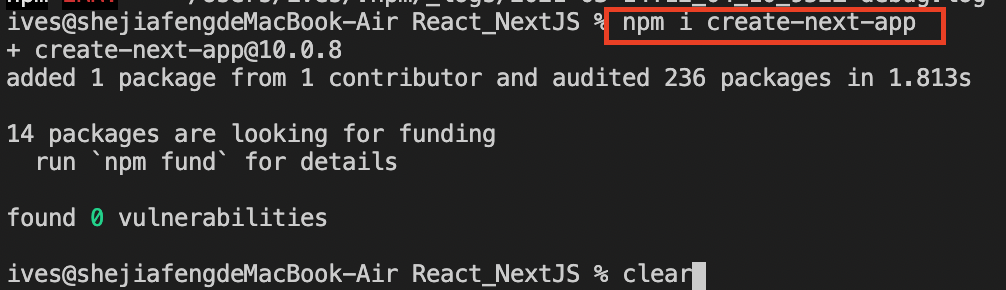 ives@shejiafengdeMacBook-Air React_NextJS % npm i create-next-app
+ create-next-app@10.0.8
added 1 package from 1 contributor and audited 236 packages in 1.813s
14 packages are looking for funding
run `npm fund` for details
found 0 vulnerabilities
ives@shejiafengdeMacBook-Air React_NextJS % clear